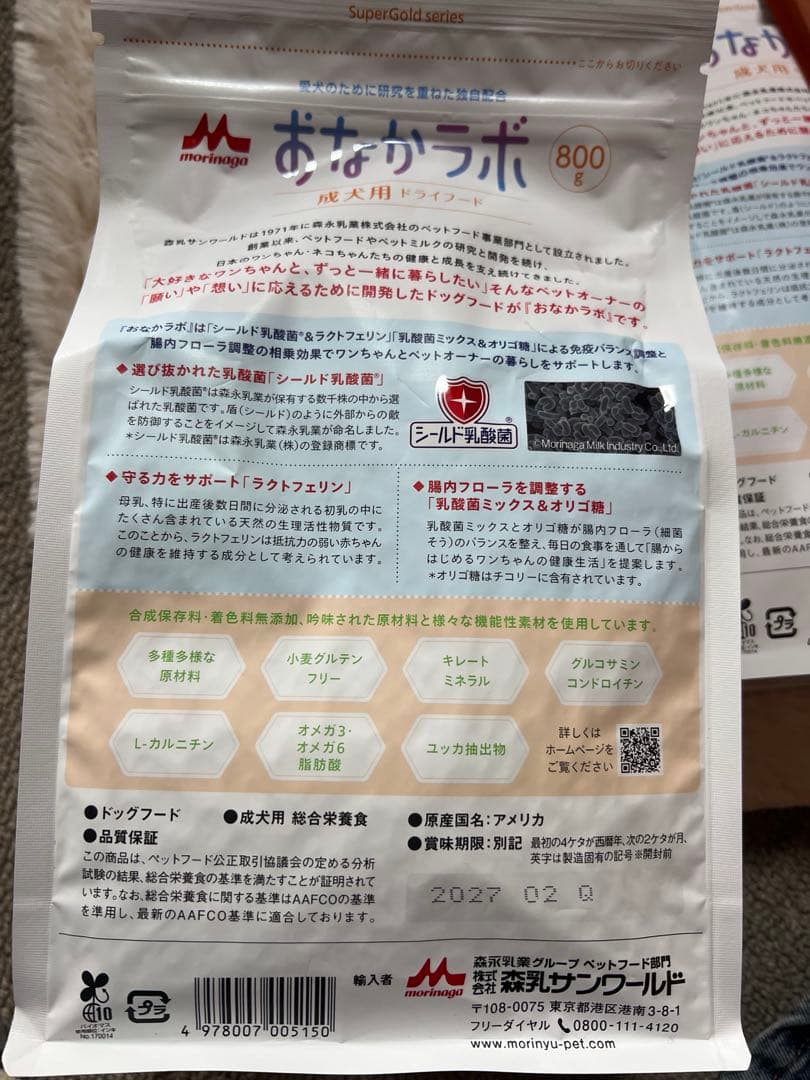 SuperGold series
ここからお切りください
愛犬のために研究を重ねた独自配合
morinaga
おなかラボ
800g
成犬用 ドライフード
森乳サンワールドは1971年に森永乳業株式会社のペットフード事業部門として設立されました。
創業以来、ペットフードやペットミルクの研究と開発を続け、
日本のワンちゃん・ネコちゃんたちの健康と成長を支え続けてきました。
「大好きなワンちゃんと、ずっと一緒に暮らしたい」そんなペットオーナーの
「願い」や「想い」に応えるために開発したドッグフードが『おなかラボ』です。
『おなかラボ』は「シールド乳酸菌®&ラクトフェリン」「乳酸菌ミックス&オリゴ糖」による免疫バランス調整と
腸内フローラ調整の相乗効果でワンちゃんとペットオーナーの暮らしをサポートします。
◆選び抜かれた乳酸菌「シールド乳酸菌®」
シールド乳酸菌®は森永乳業が保有する数千株の中から選
ばれた乳酸菌です。盾(シールド)のように外部からの敵
を防御することをイメージして森永乳業が命名しました。
*シールド乳酸菌®は森永乳業(株)の登録商標です。
シールド乳酸菌®
©Morinaga Milk Industry Co., Ltd.
◆守る力をサポート「ラクトフェリン」
母乳、特に出産後数日間に分泌される初乳の中に
たくさん含まれている天然の生理活性物質です。
このことから、ラクトフェリンは抵抗力の弱い赤ちゃん
の健康を維持する成分として考えられています。
◆腸内フローラを調整する
「乳酸菌ミックス&オリゴ糖」
乳酸菌ミックスとオリゴ糖が腸内フローラ(細菌
そう)のバランスを整え、毎日の食事を通して「腸から
はじめるワンちゃんの健康生活」を提案します。
*オリゴ糖はチコリーに含有されています。
合成保存料・着色料無添加、吟味された原材料と様々な機能性素材を使用しています。
多種多様な
原材料
小麦グルテン
フリー
キレート
ミネラル
グルコサミン
コンドロイチン
L-カルニチン
オメガ3・
オメガ6
脂肪酸
ユッカ抽出物
詳しくは
ホームページを
ご覧ください
●ドッグフード
●成犬用 総合栄養食
●品質保証
この商品は、ペットフード公正取引協議会の定める分析
試験の結果、総合栄養食の基準を満たすことが証明されて
います。なお、総合栄養食に関する基準はAAFCOの基準
を準用し、最新のAAFCO基準に適合しております。
●原産国名:アメリカ
●賞味期限:別記 最初の4ケタが西暦年、次の2ケタが月、
英字は製造固有の記号 ※開封前
2027 02 Q
10
バイオマス
No.170014
プラ
4 978007 005150
輸入者
morinaga
森永乳業グループ ペットフード部門
株式会社 森乳サンワールド
〒108-0075 東京都港区港南3-8-1
フリーダイヤル 0800-111-4120
www.morinyu-pet.com